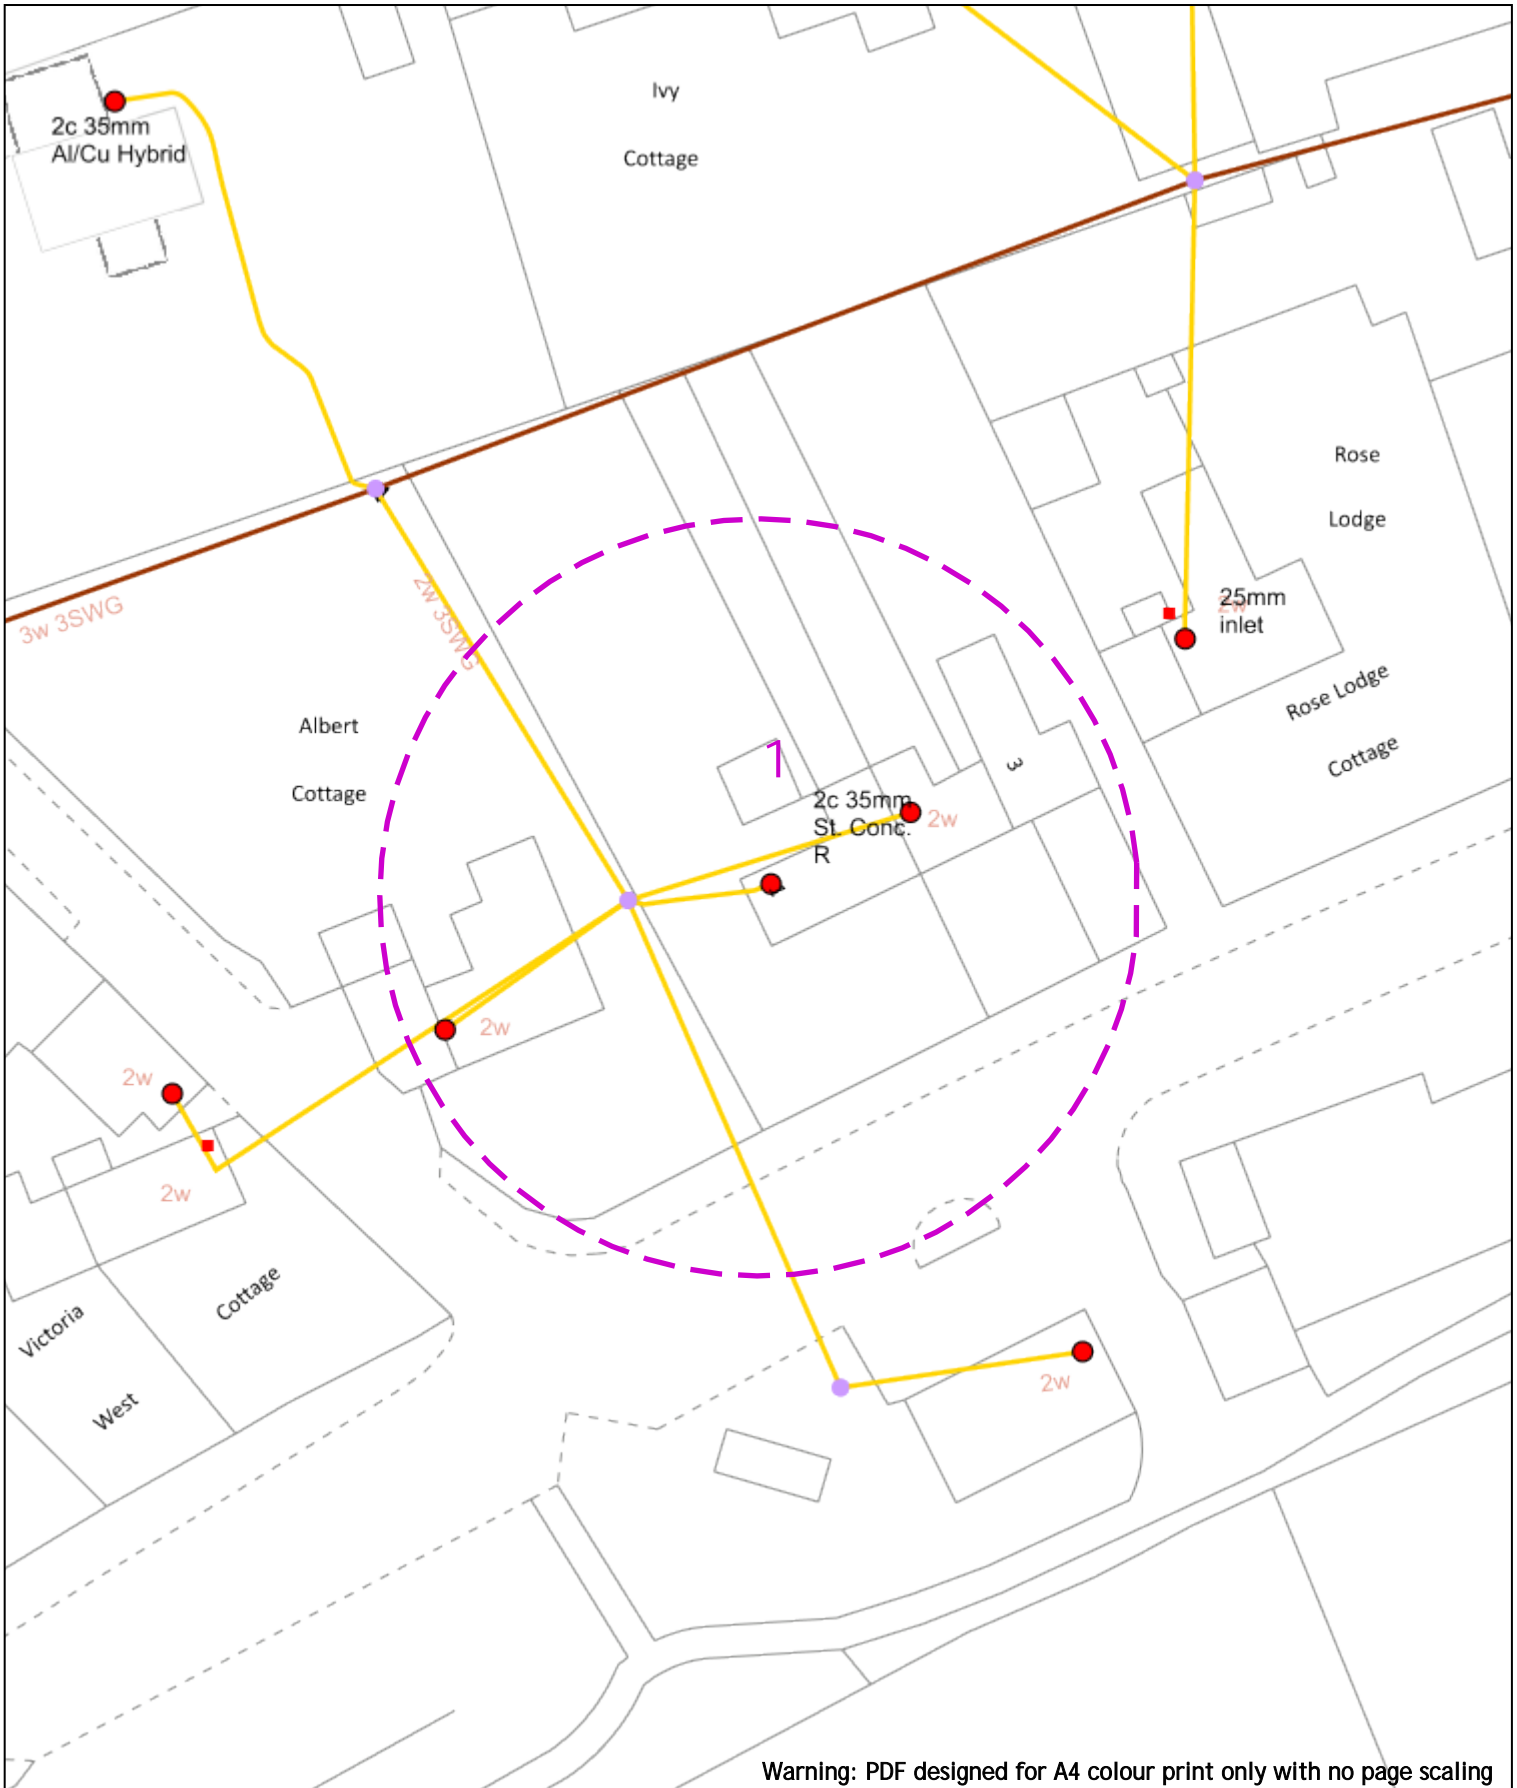 Ivy
Cottage
2c 35mm
Al/Cu Hybrid
3w 3SWG
2w 3SWG
Rose
Lodge
2w
25mm
inlet
Rose Lodge
Cottage
Albert
Cottage
1
3
2c 35mm
St. Conc.
R
2w
2w
2w
2w
Victoria
Cottage
West
2w
Warning: PDF designed for A4 colour print only with no page scaling